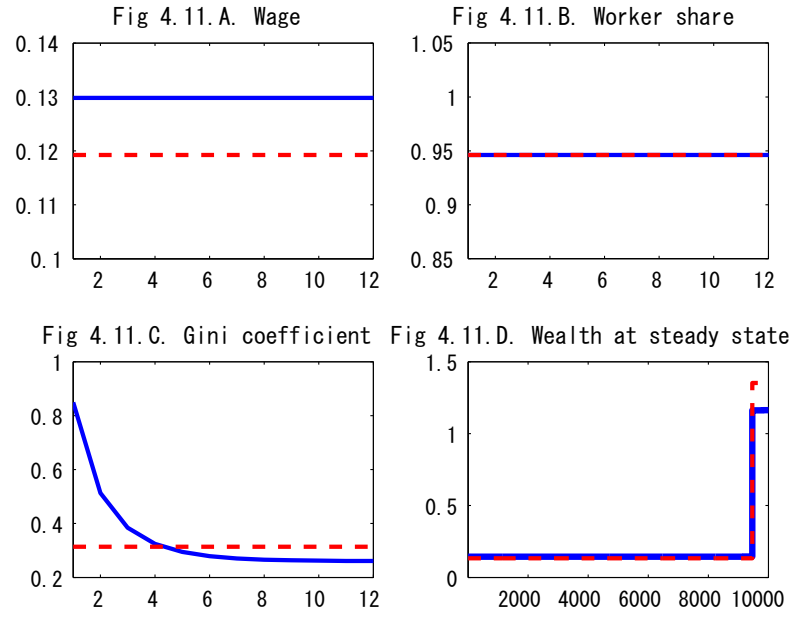 Fig 4.11.A. Wage
0.14
0.13
0.12
0.11
0.1
2 4 6 8 10 12
Fig 4.11.B. Worker share
1.05
1
0.95
0.9
0.85
2 4 6 8 10 12
Fig 4.11.C. Gini coefficient
1
0.8
0.6
0.4
0.2
2 4 6 8 10 12
Fig 4.11.D. Wealth at steady state
1.5
1
0.5
0
2000 4000 6000 8000 10000